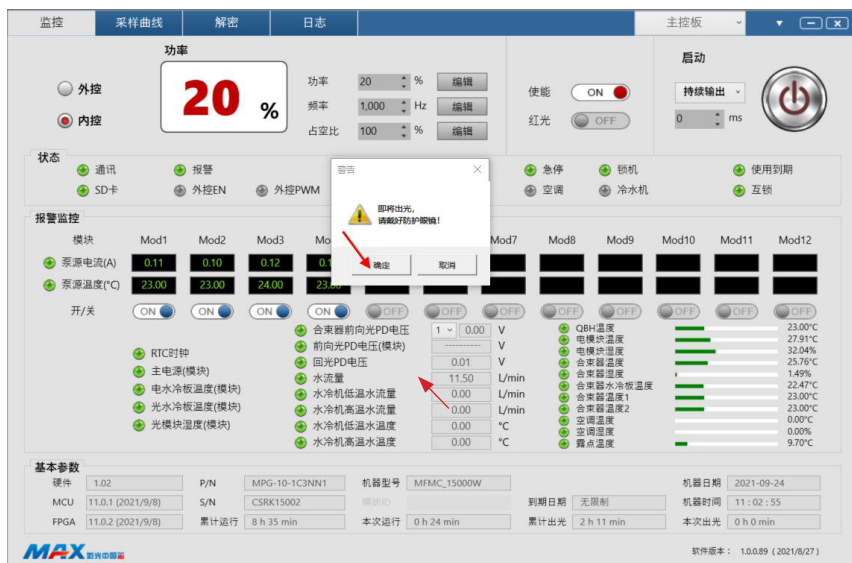 监控 采样曲线 解密 日志 主控板
功率 启动
外控 内控
20 %
功率 20 % 编辑
频率 1,000 Hz 编辑
占空比 100 % 编辑
使能 ON
红光 OFF
持续输出
0 ms
状态
通讯 报警 急停 锁机 使用到期
SD卡 外控EN 外控PWM 空调 冷水机 互锁
警告
即将出光，
请戴好防护眼镜！
确定 取消
报警监控
模块 Mod1 Mod2 Mod3 Mo Mod7 Mod8 Mod9 Mod10 Mod11 Mod12
泵源电流(A) 0.11 0.10 0.12 0.1
泵源温度(°C) 23.00 23.00 24.00 23.00
开/关 ON ON ON ON OFF OFF OFF OFF OFF OFF OFF OFF
RTC时钟
主电源(模块)
电水冷板温度(模块)
光水冷板温度(模块)
光模块湿度(模块)
合束器前向光PD电压 1 0.00 V
前向光PD电压(模块) ---------- V
回光PD电压 0.01 V
水流量 11.50 L/min
水冷机低温水流量 0.00 L/min
水冷机高温水流量 0.00 L/min
水冷机低温水温度 0.00 °C
水冷机高温水温度 0.00 °C
QBH温度 23.00°C
电模块温度 27.91°C
电模块湿度 32.04%
合束器温度 25.76°C
合束器湿度 1.49%
合束器水冷板温度 22.47°C
合束器温度1 23.00°C
合束器温度2 23.00°C
空调温度 0.00°C
空调湿度 0.00%
露点温度 9.70°C
基本参数
硬件 1.02 P/N MPG-10-1C3NN1 机器型号 MFMC_15000W 机器日期 2021-09-24
MCU 11.0.1 (2021/9/8) S/N CSRK15002 模块ID 到期日期 无限制 机器时间 11 : 02 : 55
FPGA 11.0.2 (2021/9/8) 累计运行 8 h 35 min 本次运行 0 h 24 min 累计出光 2 h 11 min 本次出光 0 h 0 min
MAX 激光中国芯 软件版本： 1.0.0.89 ( 2021/8/27 )